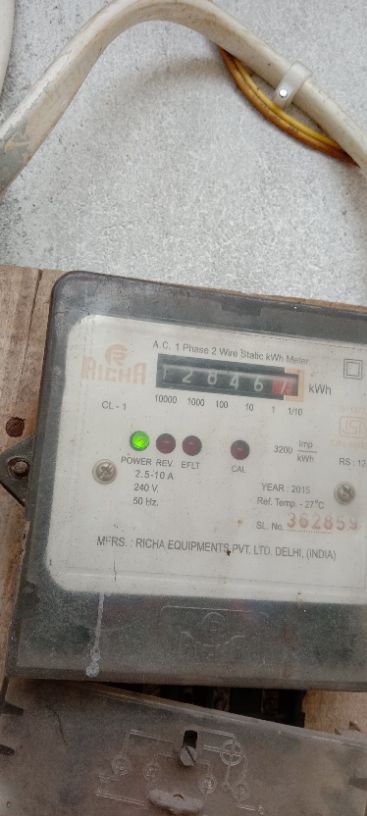 A.C. 1 Phase 2 Wire Static kWh Meter
RICHA
128467 kWh
CL - 1
10000 1000 100 10 1 1/10
POWER REV. EFLT CAL
3200 imp/kWh
2.5-10 A
240 V.
50 Hz.
YEAR : 2015
Ref. Temp. - 27°C
SL. No. 362859
MFRS. : RICHA EQUIPMENTS PVT. LTD. DELHI, (INDIA)